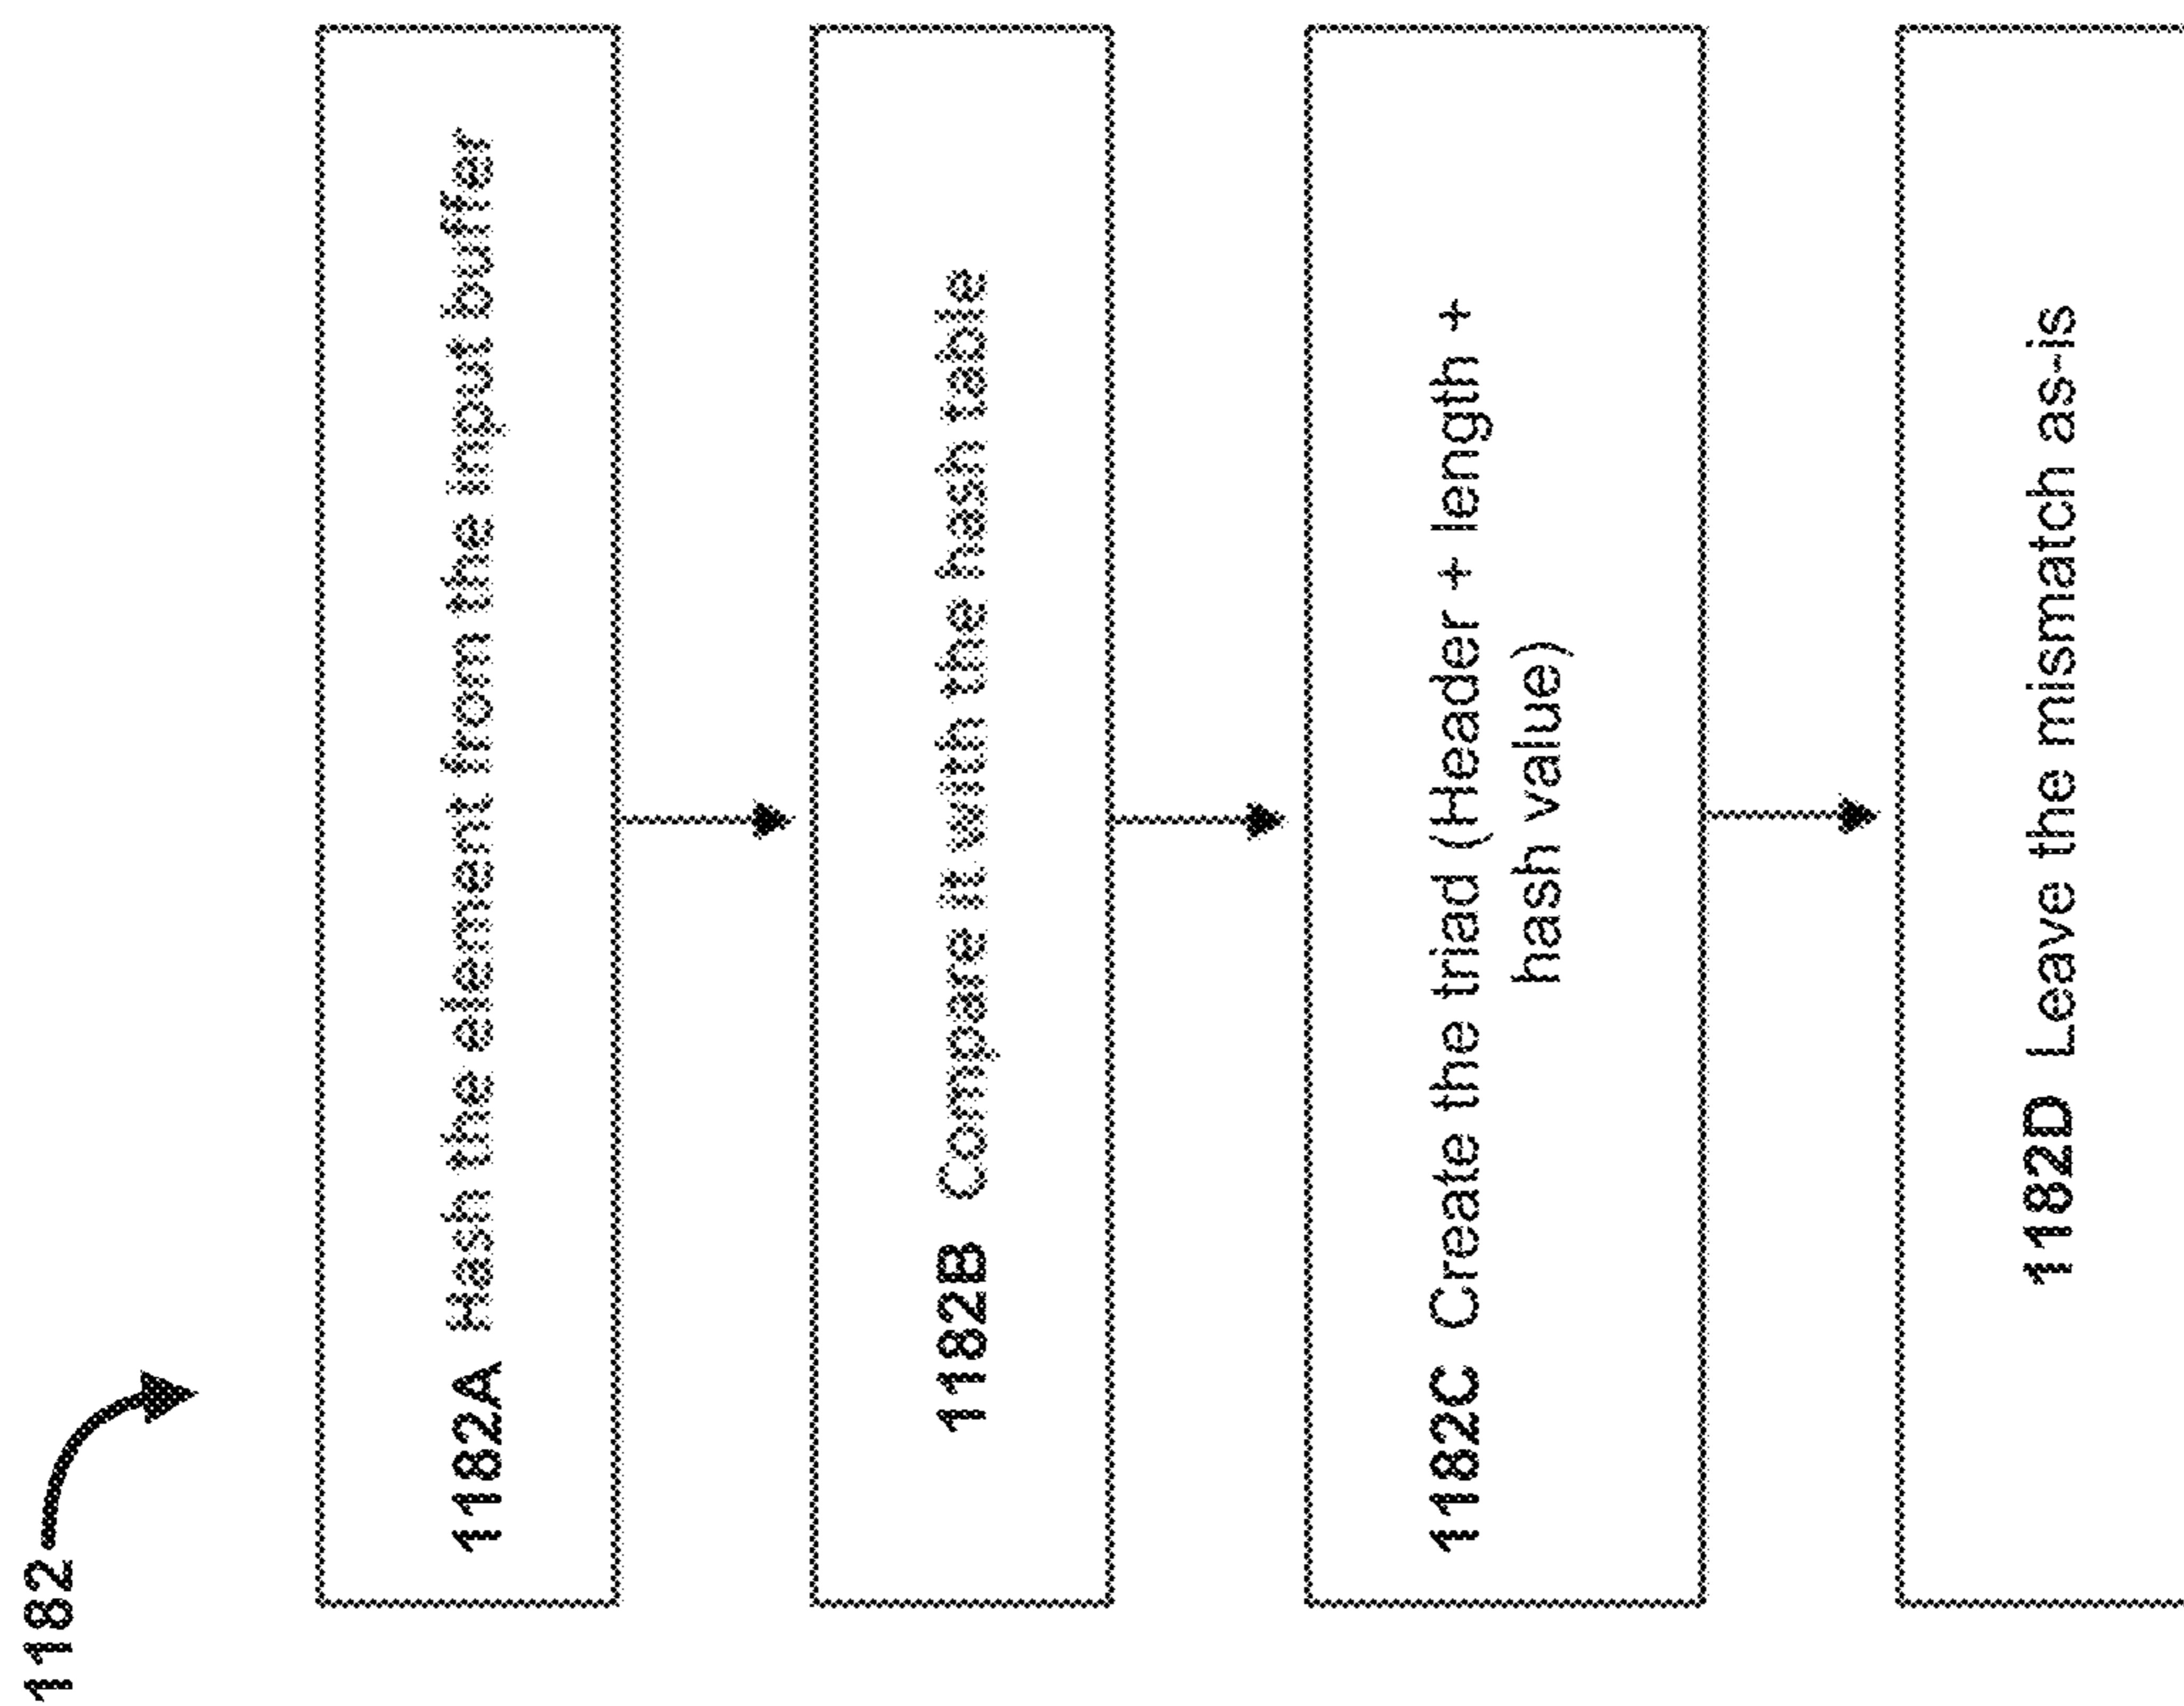 1182
1182A Hash the element from the input buffer
1182B Compare it with the hash table
1182C Create the triad (Header + length +
hash value)
1182D Leave the mismatch as-is